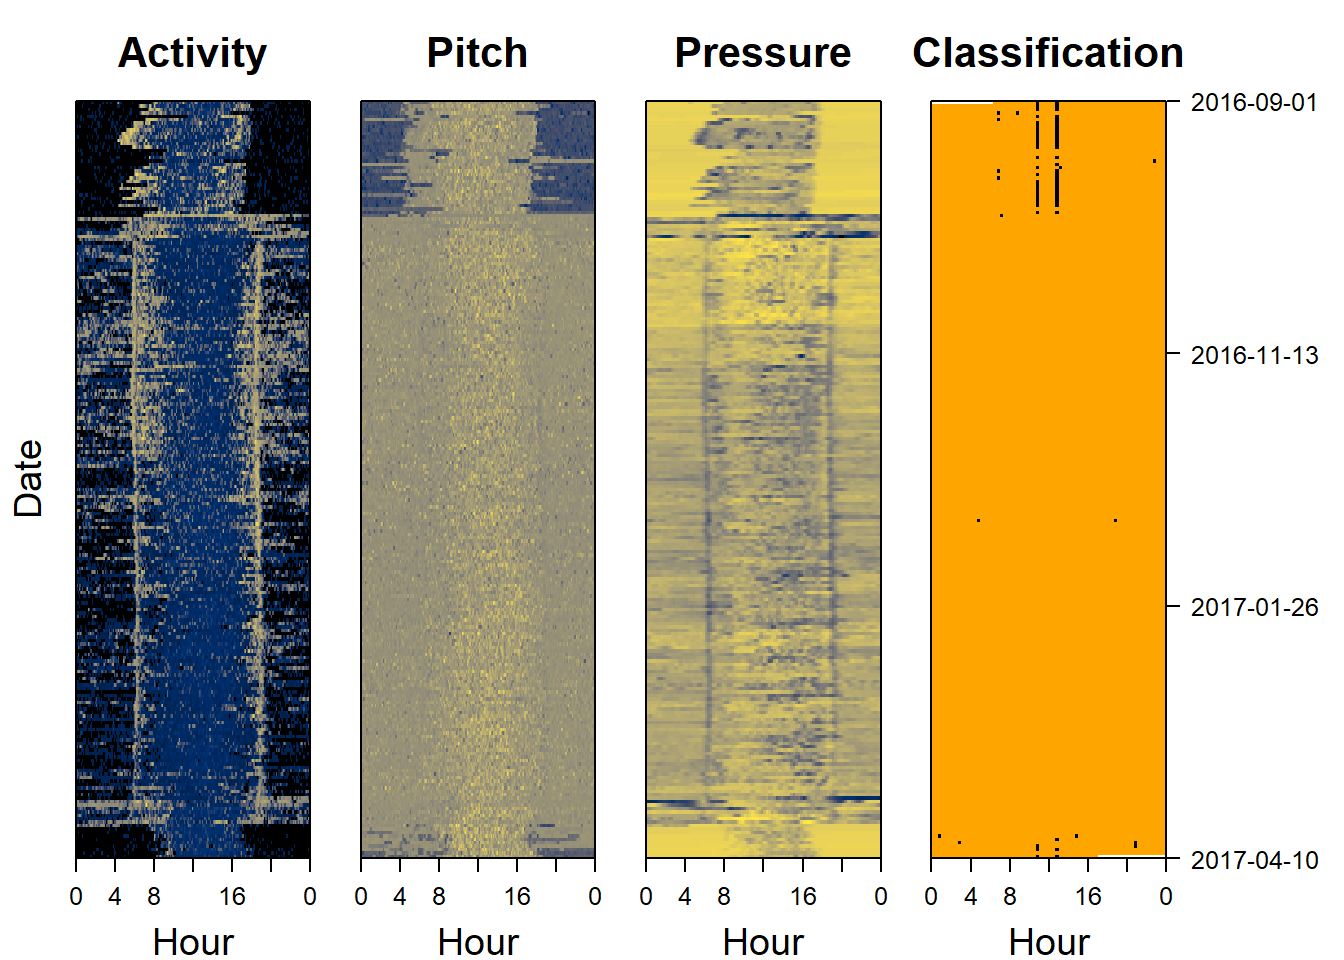 Activity Pitch Pressure Classification
2016-09-01
2016-11-13
2017-01-26
2017-04-10
Date
0 4 8 16 0 0 4 8 16 0 0 4 8 16 0 0 4 8 16 0
Hour Hour Hour Hour